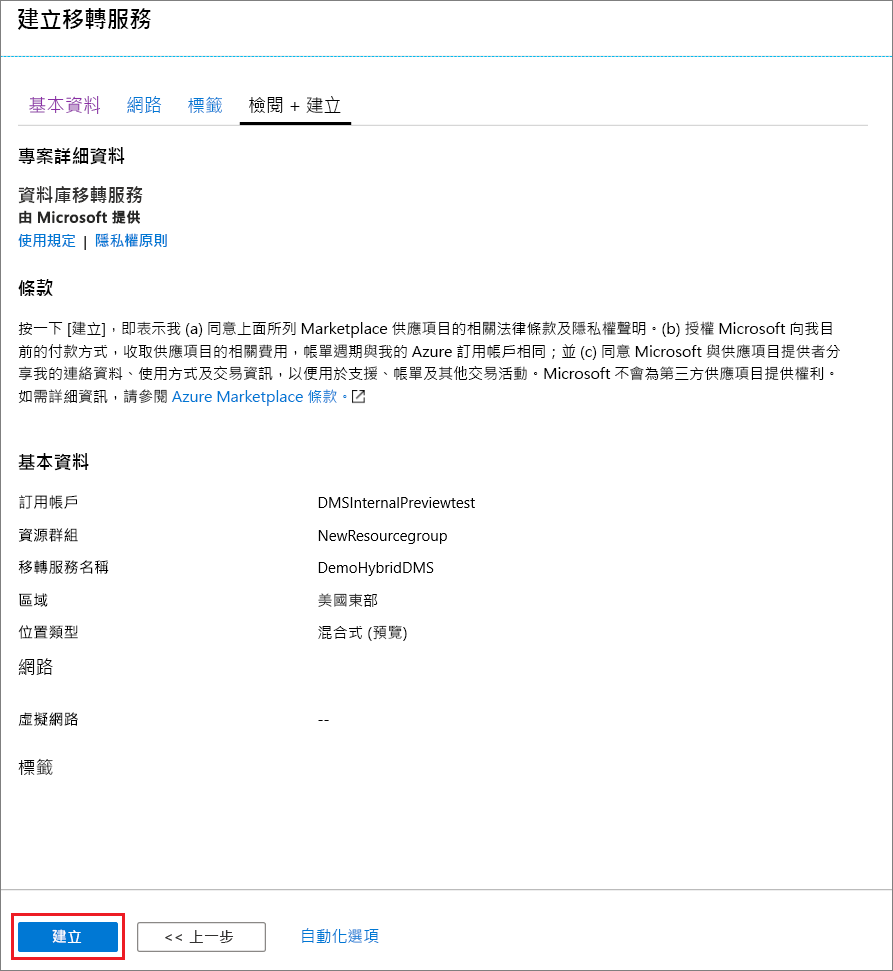 建立移轉服務
基本資料 網路 標籤 檢閱 + 建立
專案詳細資料
資料庫移轉服務
由 Microsoft 提供
使用規定 | 隱私權原則
條款
按一下 [建立]，即表示我 (a) 同意上面所列 Marketplace 供應項目的相關法律條款及隱私權聲明。(b) 授權 Microsoft 向我目
前的付款方式，收取供應項目的相關費用，帳單週期與我的 Azure 訂用帳戶相同；並 (c) 同意 Microsoft 與供應項目提供者分
享我的連絡資料、使用方式及交易資訊，以便用於支援、帳單及其他交易活動。Microsoft 不會為第三方供應項目提供權利。
如需詳細資訊，請參閱 Azure Marketplace 條款。
基本資料
訂用帳戶 DMSInternalPreviewtest
資源群組 NewResourcegroup
移轉服務名稱 DemoHybridDMS
區域 美國東部
位置類型 混合式 (預覽)
網路
虛擬網路 --
標籤
建立 << 上一步 自動化選項